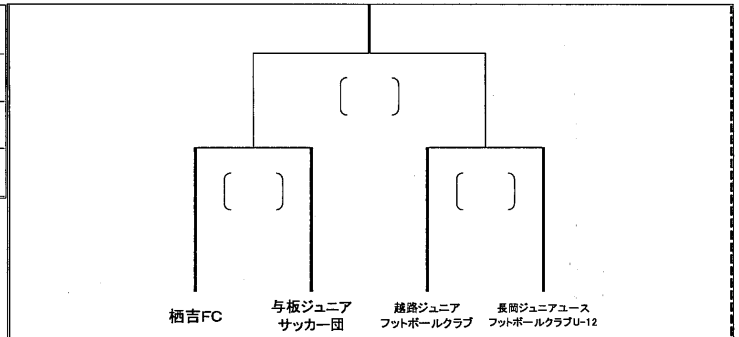 栖吉FC
与板ジュニア
サッカー団
越路ジュニア
フットボールクラブ
長岡ジュニアユース
フットボールクラブU-12